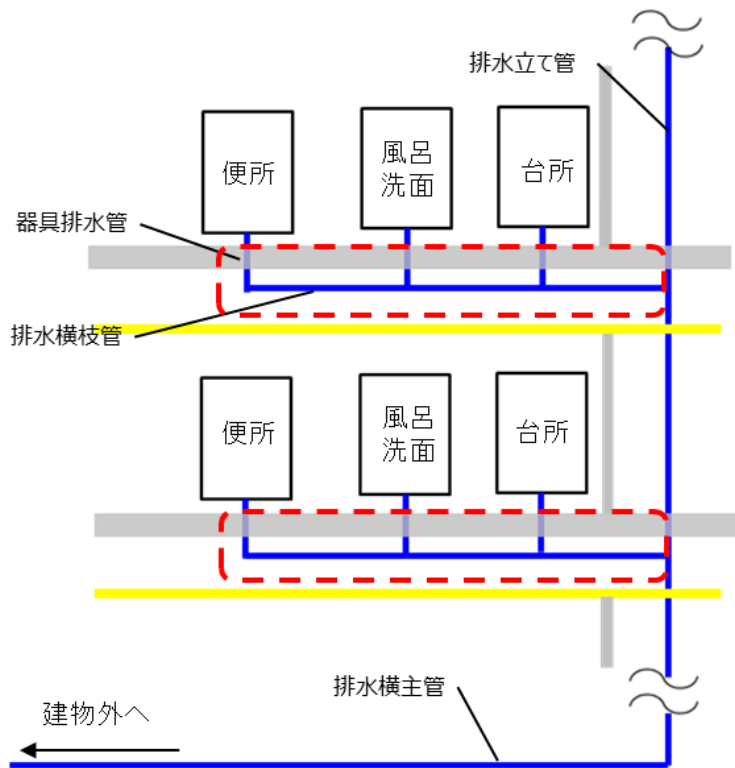 排水立て管
便所
風呂
洗面
台所
器具排水管
排水横枝管
便所
風呂
洗面
台所
排水横主管
建物外へ